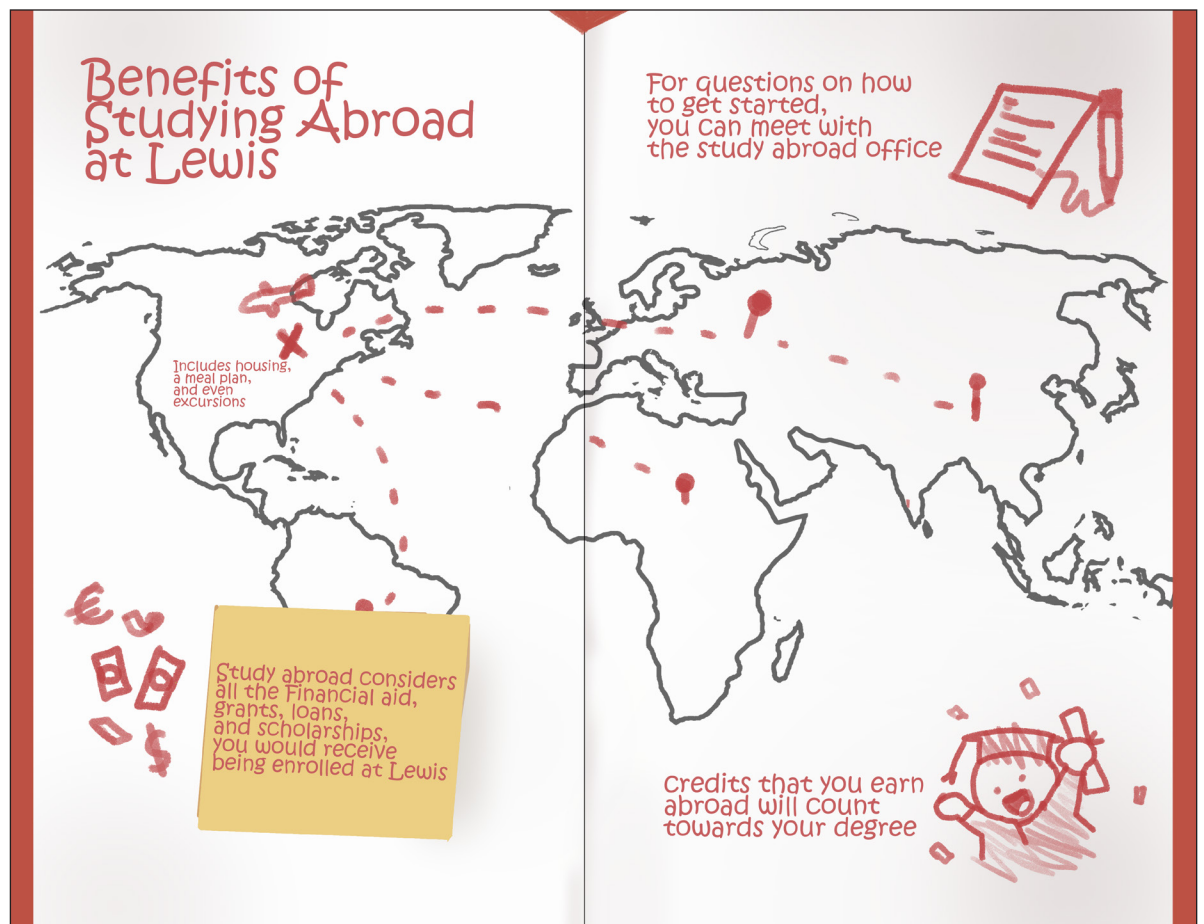 Benefits of
Studying Abroad
at Lewis
For questions on how
to get started,
you can meet with
the study abroad office
Includes housing,
a meal plan,
and even
excursions
Study abroad considers
all the Financial aid,
grants, loans,
and scholarships,
you would receive
being enrolled at Lewis
Credits that you earn
abroad will count
towards your degree